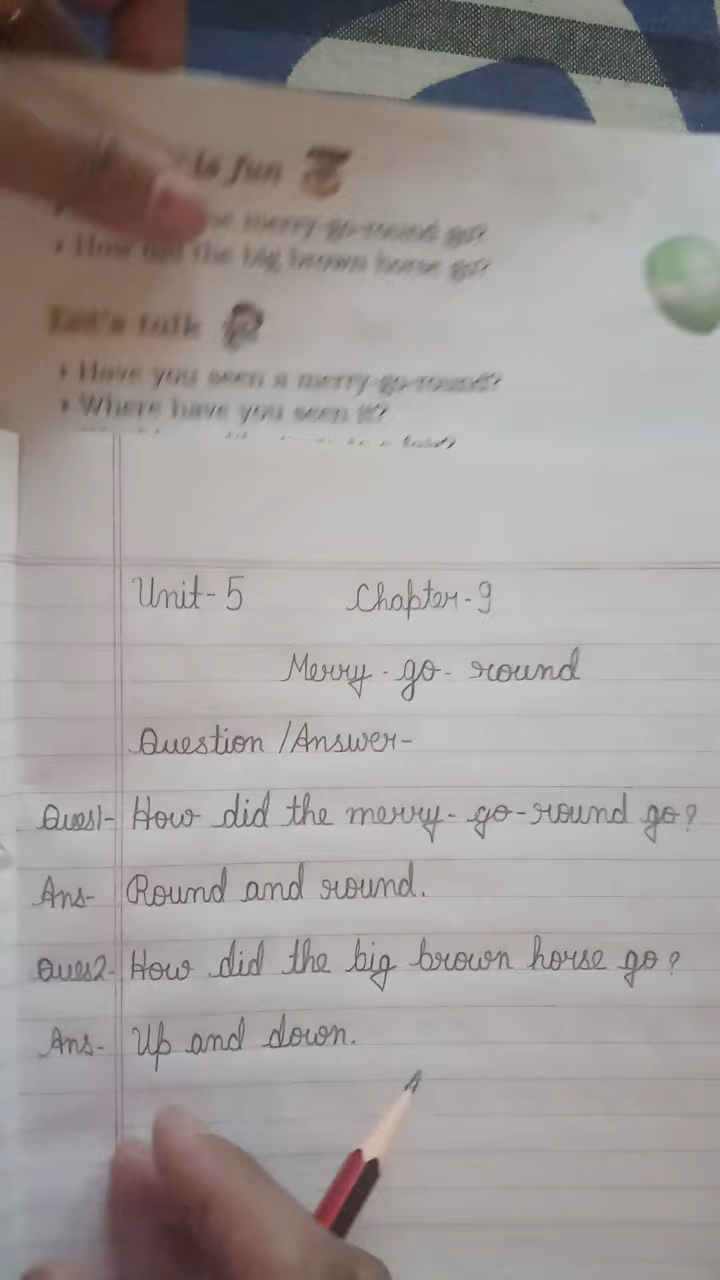 is fun
merry-go-round go?
How did the big brown horse go?
Let's talk
Have you seen a merry-go-round?
Where have you seen it?
Unit-5 Chapter-9
Merry-go-round
Question / Answer-
Ques1- How did the merry-go-round go?
Ans- Round and round.
Ques2- How did the big brown horse go?
Ans- Up and down.